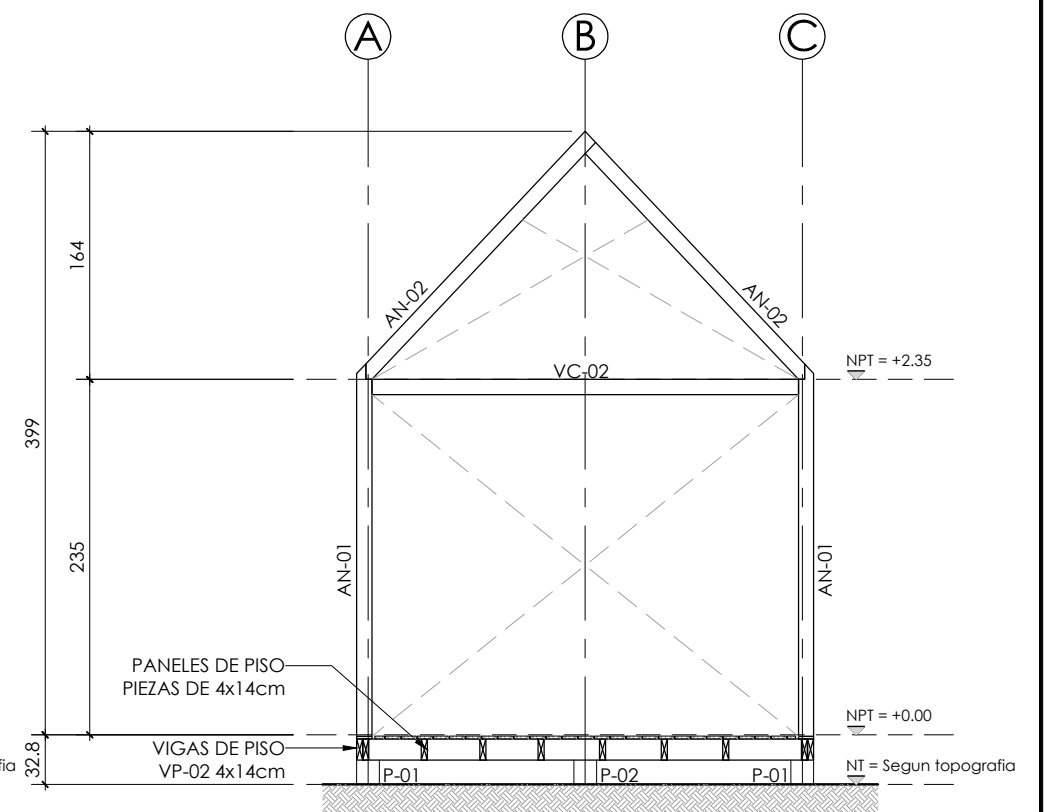 A
B
C
164
AN-02
AN-02
NPT = +2.35
VC-02
399
235
AN-01
AN-01
PANELES DE PISO
PIEZAS DE 4x14cm
NPT = +0.00
VIGAS DE PISO
VP-02 4x14cm
32.8
P-01
P-02
P-01
NT = Segun topografia